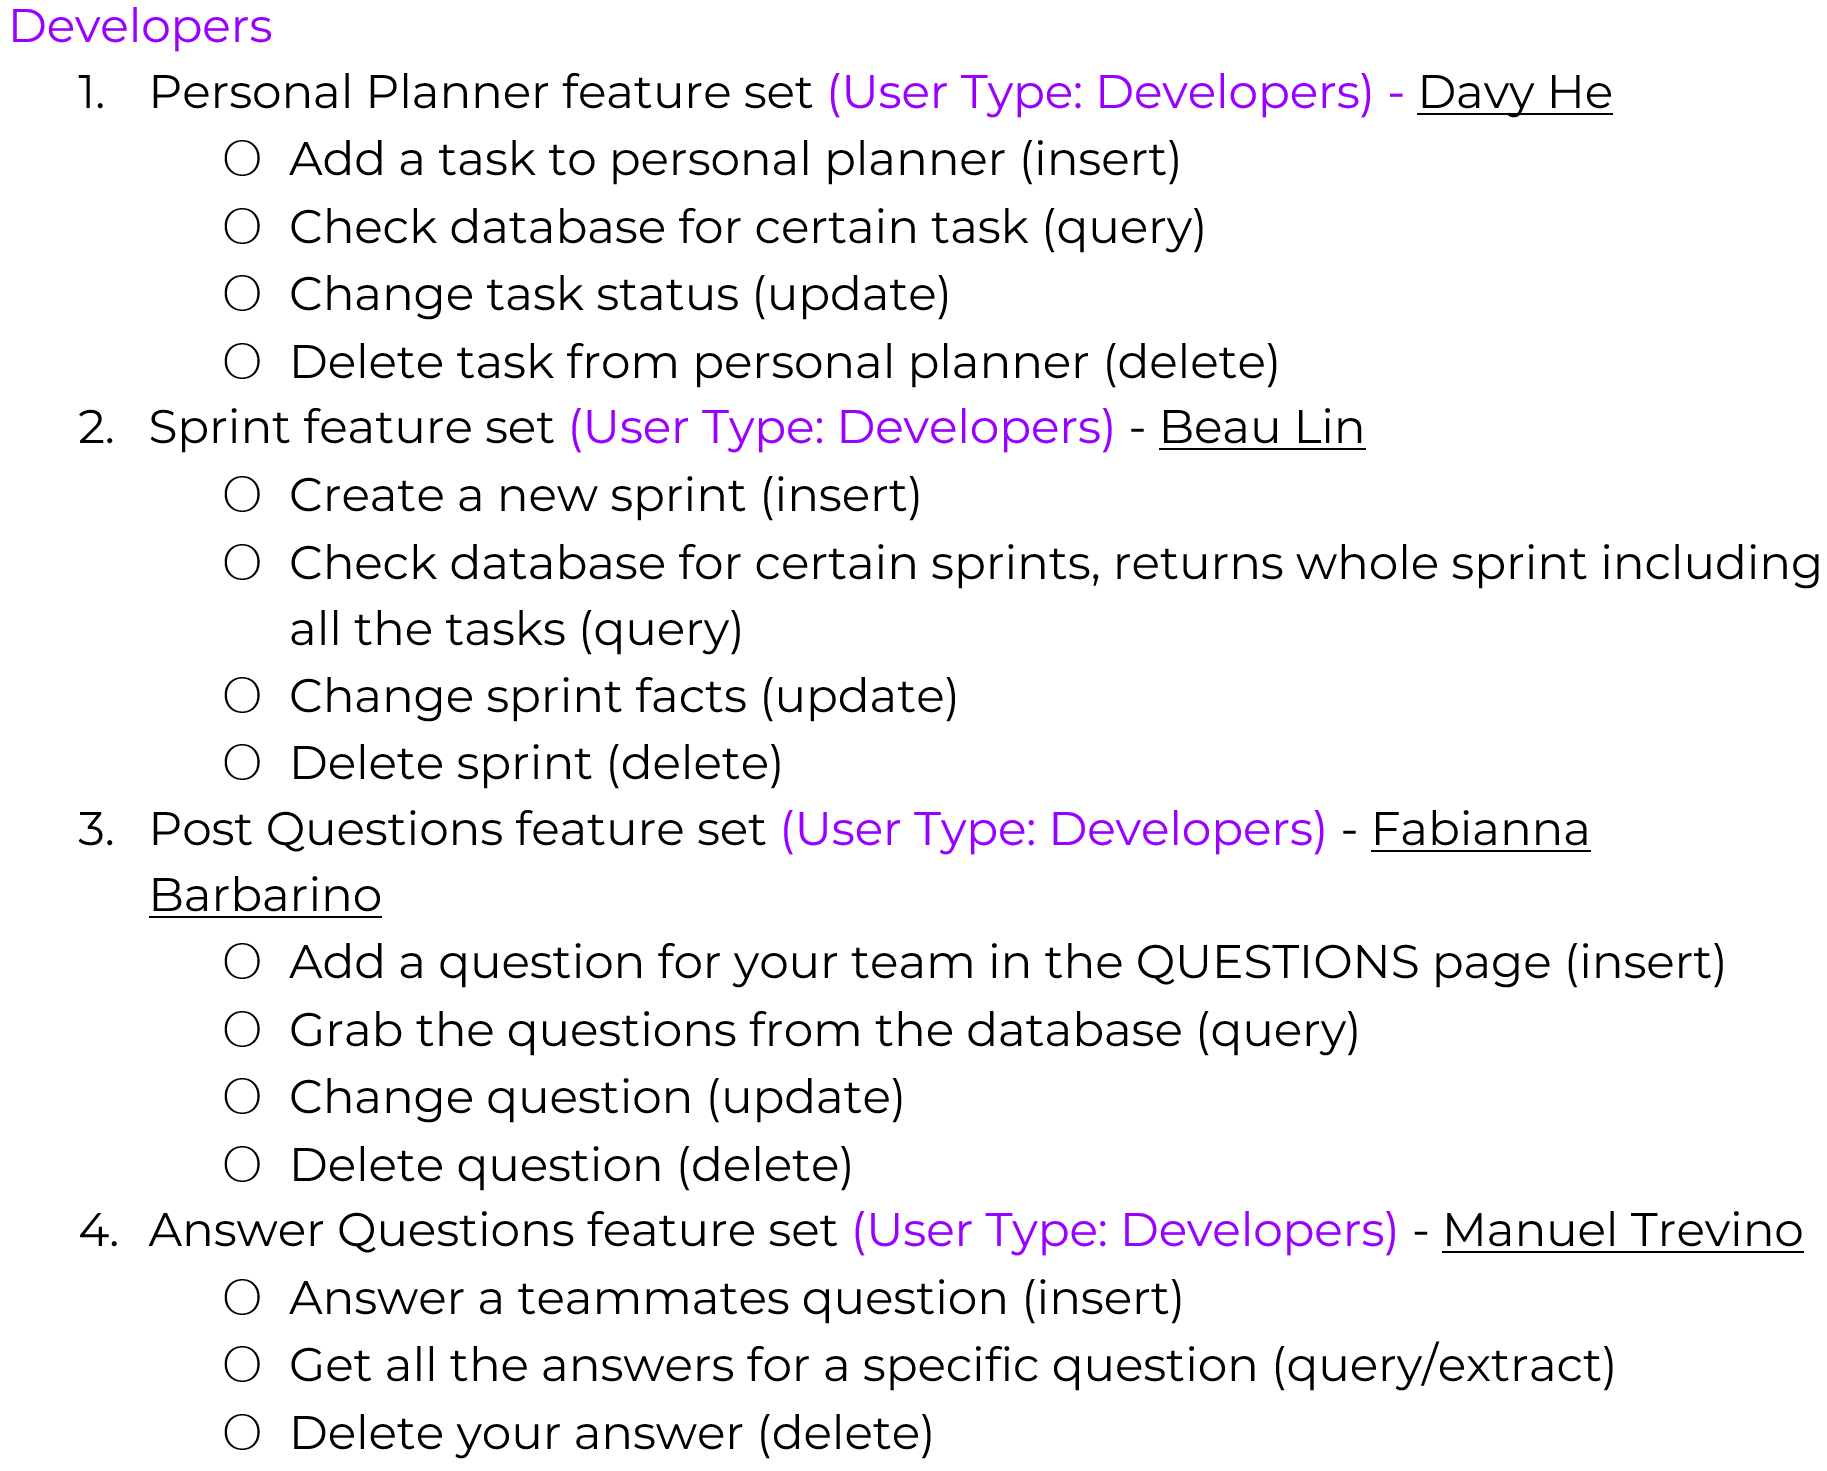 Developers
1. Personal Planner feature set (User Type: Developers) - Davy He
○ Add a task to personal planner (insert)
○ Check database for certain task (query)
○ Change task status (update)
○ Delete task from personal planner (delete)
2. Sprint feature set (User Type: Developers) - Beau Lin
○ Create a new sprint (insert)
○ Check database for certain sprints, returns whole sprint including
all the tasks (query)
○ Change sprint facts (update)
○ Delete sprint (delete)
3. Post Questions feature set (User Type: Developers) - Fabianna
Barbarino
○ Add a question for your team in the QUESTIONS page (insert)
○ Grab the questions from the database (query)
○ Change question (update)
○ Delete question (delete)
4. Answer Questions feature set (User Type: Developers) - Manuel Trevino
○ Answer a teammates question (insert)
○ Get all the answers for a specific question (query/extract)
○ Delete your answer (delete)